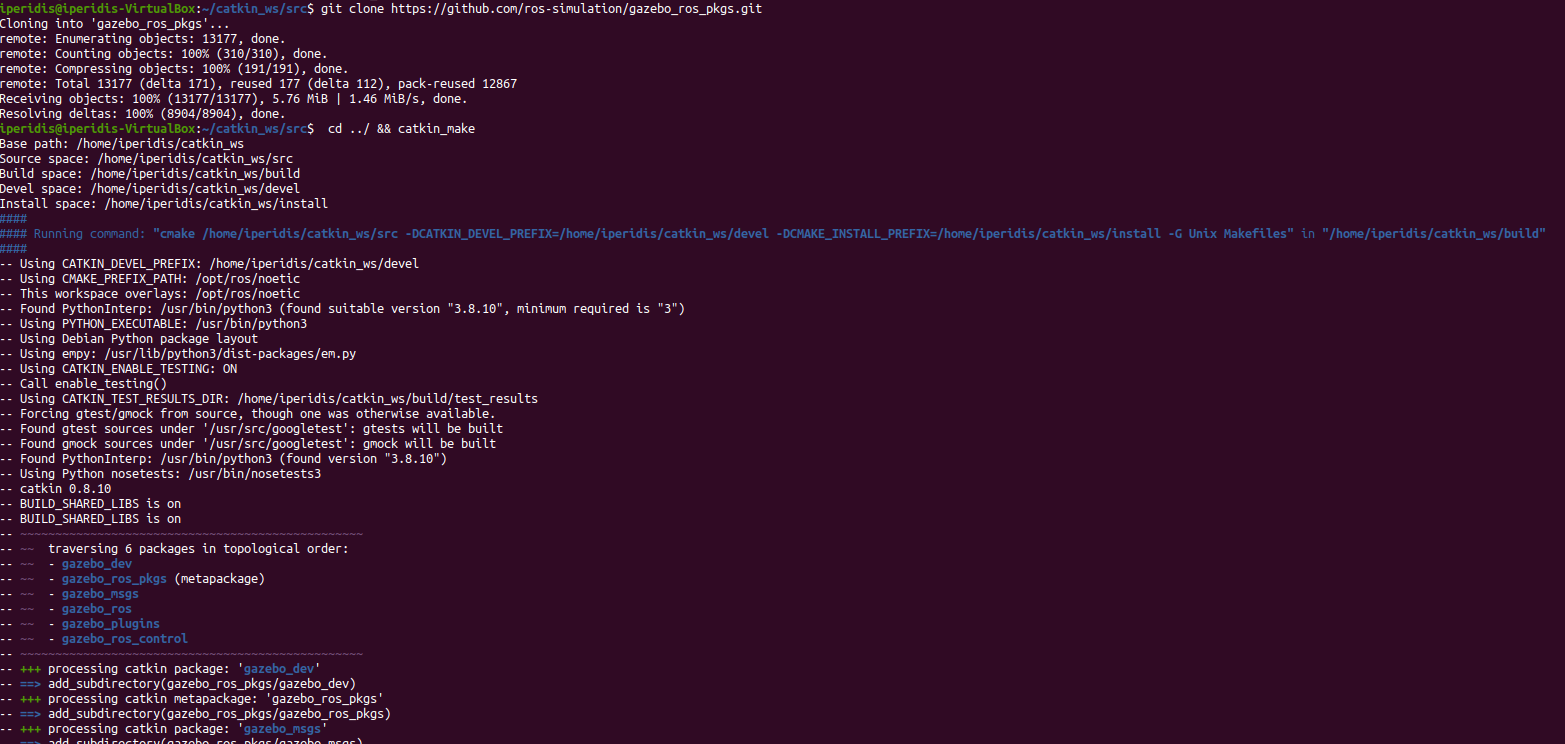 iperidis@iperidis-VirtualBox:~/catkin_ws/src$ git clone https://github.com/ros-simulation/gazebo_ros_pkgs.git
Cloning into 'gazebo_ros_pkgs'...
remote: Enumerating objects: 13177, done.
remote: Counting objects: 100% (310/310), done.
remote: Compressing objects: 100% (191/191), done.
remote: Total 13177 (delta 171), reused 177 (delta 112), pack-reused 12867
Receiving objects: 100% (13177/13177), 5.76 MiB | 1.46 MiB/s, done.
Resolving deltas: 100% (8904/8904), done.
iperidis@iperidis-VirtualBox:~/catkin_ws/src$  cd ../ && catkin_make
Base path: /home/iperidis/catkin_ws
Source space: /home/iperidis/catkin_ws/src
Build space: /home/iperidis/catkin_ws/build
Devel space: /home/iperidis/catkin_ws/devel
Install space: /home/iperidis/catkin_ws/install
####
#### Running command: "cmake /home/iperidis/catkin_ws/src -DCATKIN_DEVEL_PREFIX=/home/iperidis/catkin_ws/devel -DCMAKE_INSTALL_PREFIX=/home/iperidis/catkin_ws/install -G Unix Makefiles" in "/home/iperidis/catkin_ws/build"
####
-- Using CATKIN_DEVEL_PREFIX: /home/iperidis/catkin_ws/devel
-- Using CMAKE_PREFIX_PATH: /opt/ros/noetic
-- This workspace overlays: /opt/ros/noetic
-- Found PythonInterp: /usr/bin/python3 (found suitable version "3.8.10", minimum required is "3")
-- Using PYTHON_EXECUTABLE: /usr/bin/python3
-- Using Debian Python package layout
-- Using empy: /usr/lib/python3/dist-packages/em.py
-- Using CATKIN_ENABLE_TESTING: ON
-- Call enable_testing()
-- Using CATKIN_TEST_RESULTS_DIR: /home/iperidis/catkin_ws/build/test_results
-- Forcing gtest/gmock from source, though one was otherwise available.
-- Found gtest sources under '/usr/src/googletest': gtests will be built
-- Found gmock sources under '/usr/src/googletest': gmock will be built
-- Found PythonInterp: /usr/bin/python3 (found version "3.8.10")
-- Using Python nosetests: /usr/bin/nosetests3
-- catkin 0.8.10
-- BUILD_SHARED_LIBS is on
-- BUILD_SHARED_LIBS is on
-- ~~~~~~~~~~~~~~~~~~~~~~~~~~~~~~~~~~~~~~~~~~~~~~~~~
-- ~~  traversing 6 packages in topological order:
-- ~~  - gazebo_dev
-- ~~  - gazebo_ros_pkgs (metapackage)
-- ~~  - gazebo_msgs
-- ~~  - gazebo_ros
-- ~~  - gazebo_plugins
-- ~~  - gazebo_ros_control
-- ~~~~~~~~~~~~~~~~~~~~~~~~~~~~~~~~~~~~~~~~~~~~~~~~~
-- +++ processing catkin package: 'gazebo_dev'
-- ==> add_subdirectory(gazebo_ros_pkgs/gazebo_dev)
-- +++ processing catkin metapackage: 'gazebo_ros_pkgs'
-- ==> add_subdirectory(gazebo_ros_pkgs/gazebo_ros_pkgs)
-- +++ processing catkin package: 'gazebo_msgs'
-- ==> add_subdirectory(gazebo_ros_pkgs/gazebo_msgs)